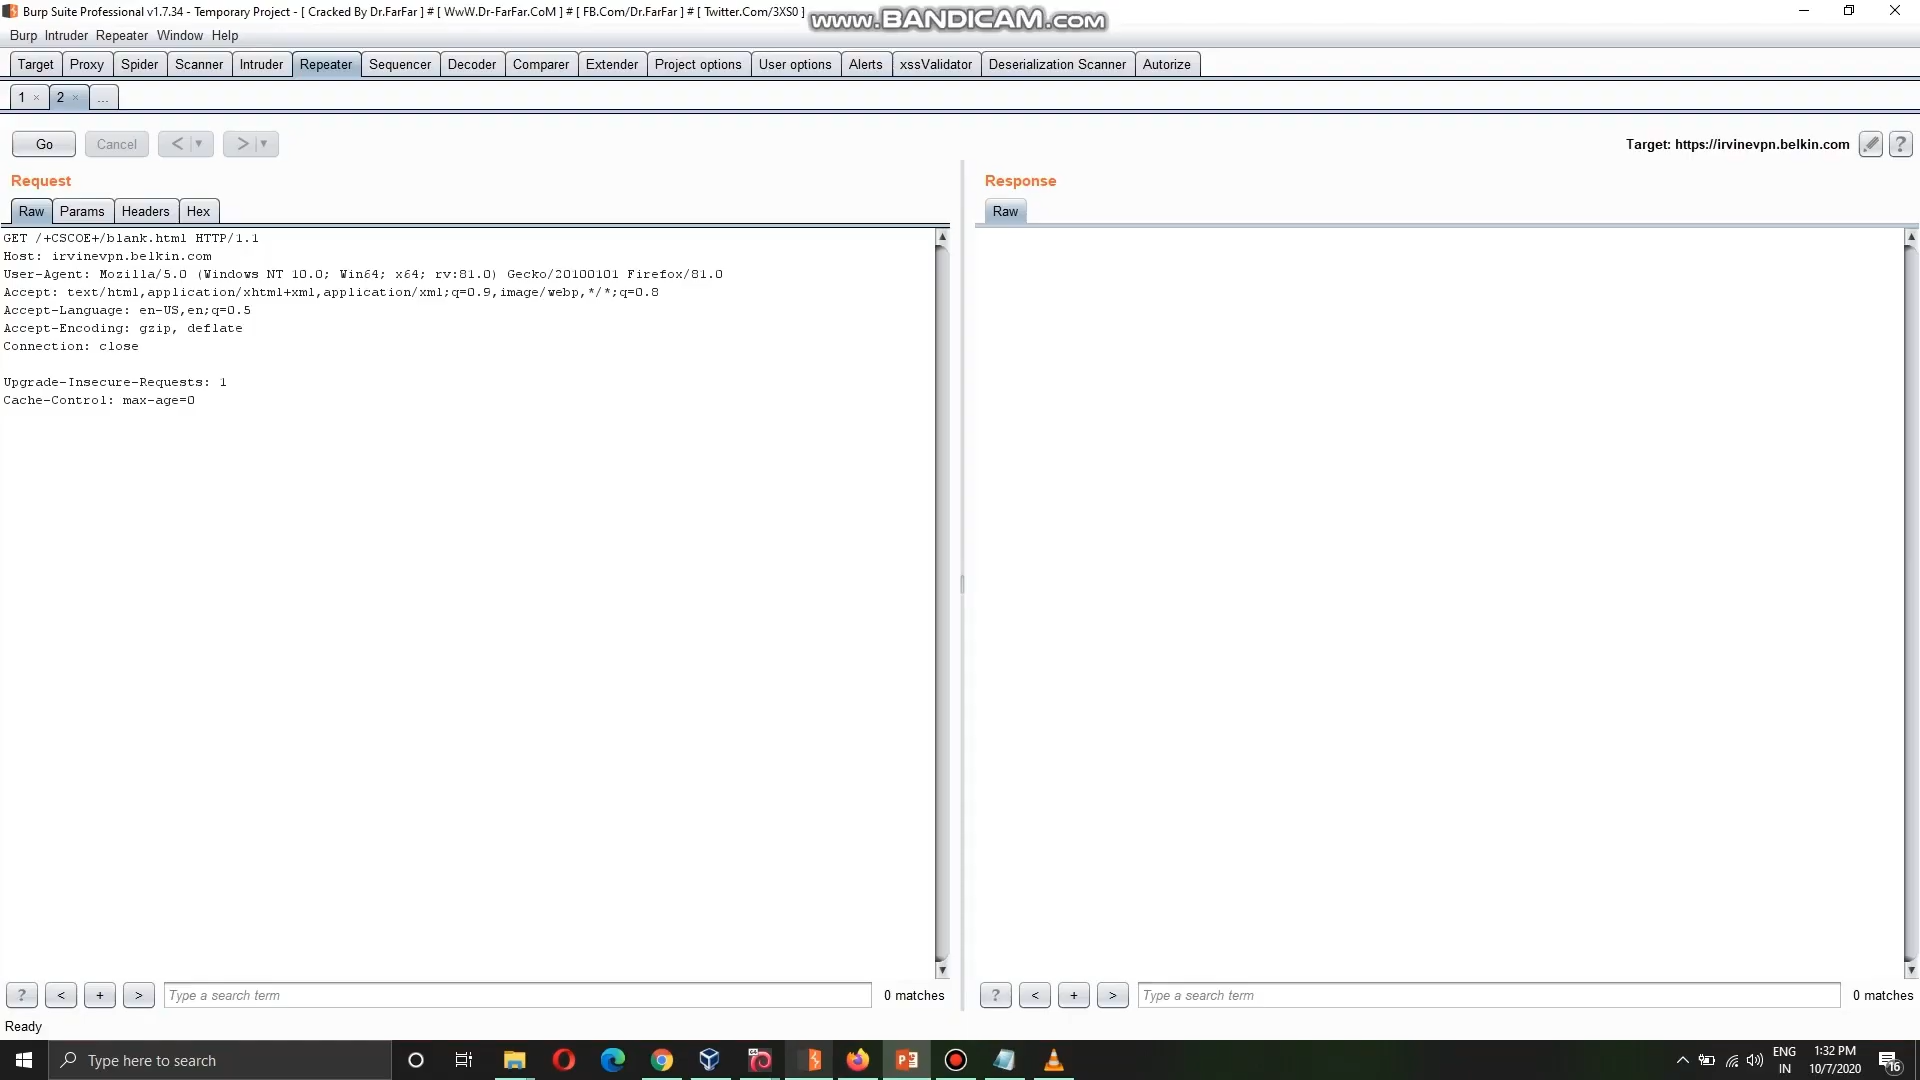 Burp Suite Professional v1.7.34 - Temporary Project - [ Cracked By Dr.FarFar ] # [ WwW.Dr-FarFar.CoM ] # [ FB.Com/Dr.FarFar ] # [ Twitter.Com/3XS0 ]
www.BANDICAM.COM
Burp Intruder Repeater Window Help
Target Proxy Spider Scanner Intruder Repeater Sequencer Decoder Comparer Extender Project options User options Alerts xssValidator Deserialization Scanner Autorize
1 × 2 × ...
Go Cancel < ▼ > ▼ Target: https://irvinevpn.belkin.com ?
Request
Raw Params Headers Hex
GET /+CSCOE+/blank.html HTTP/1.1
Host: irvinevpn.belkin.com
User-Agent: Mozilla/5.0 (Windows NT 10.0; Win64; x64; rv:81.0) Gecko/20100101 Firefox/81.0
Accept: text/html,application/xhtml+xml,application/xml;q=0.9,image/webp,*/*;q=0.8
Accept-Language: en-US,en;q=0.5
Accept-Encoding: gzip, deflate
Connection: close
Upgrade-Insecure-Requests: 1
Cache-Control: max-age=0
? < + > Type a search term 0 matches
Response
Raw
? < + > Type a search term 0 matches
Ready
Type here to search
ENG
IN
1:32 PM
10/7/2020
16